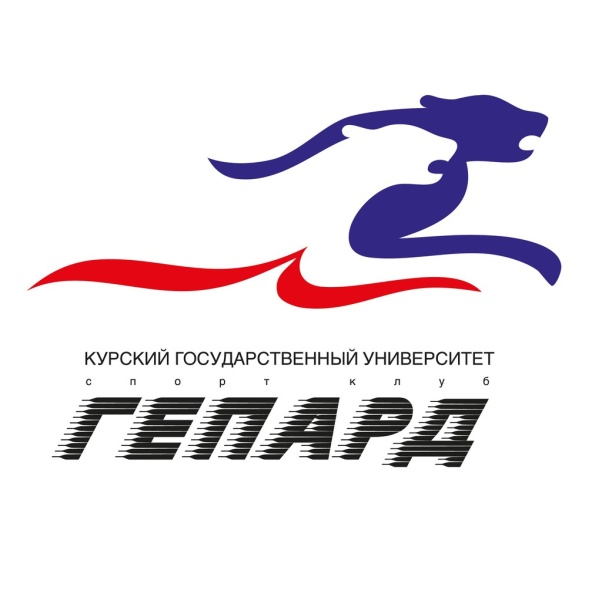 КУРСКИЙ ГОСУДАРСТВЕННЫЙ УНИВЕРСИТЕТ
спорт клуб
ГЕПАРД